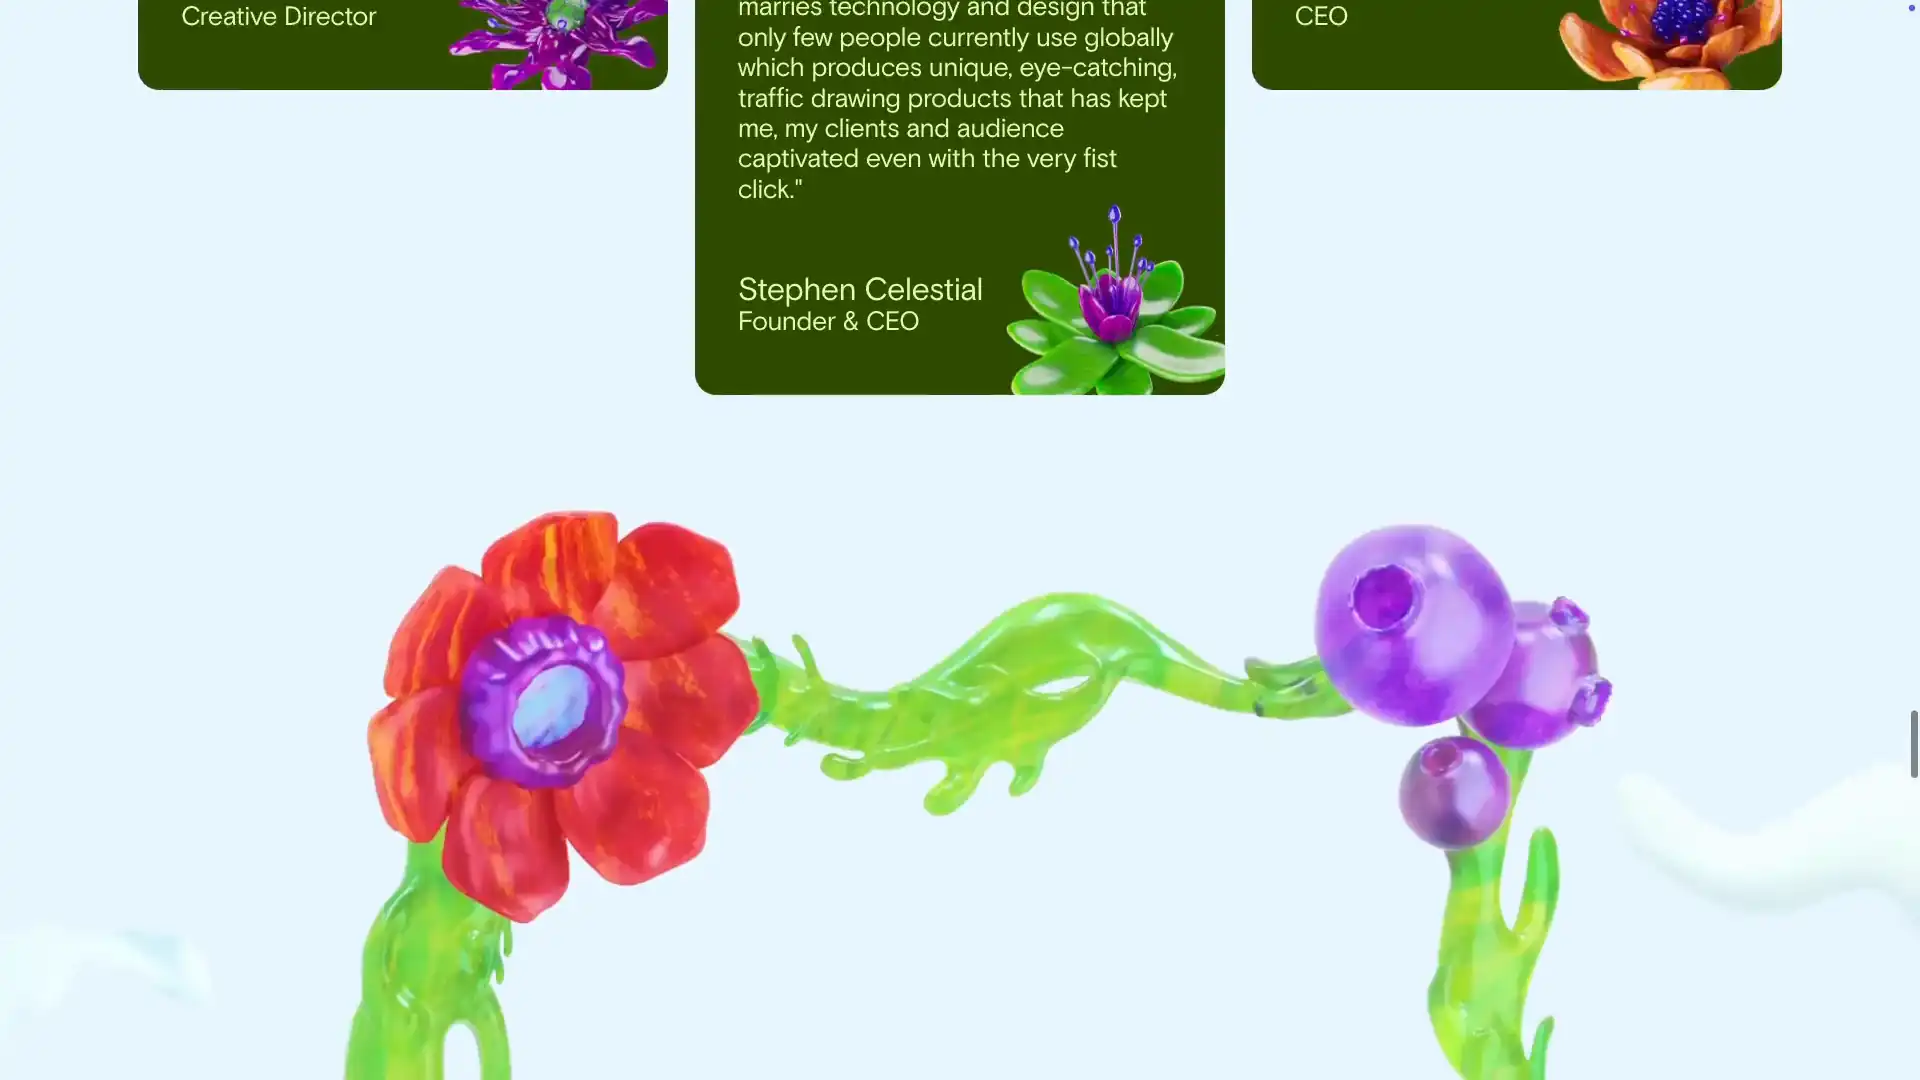 Creative Director
marries technology and design that
only few people currently use globally
which produces unique, eye-catching,
traffic drawing products that has kept
me, my clients and audience
captivated even with the very fist
click."
Stephen Celestial
Founder & CEO
CEO